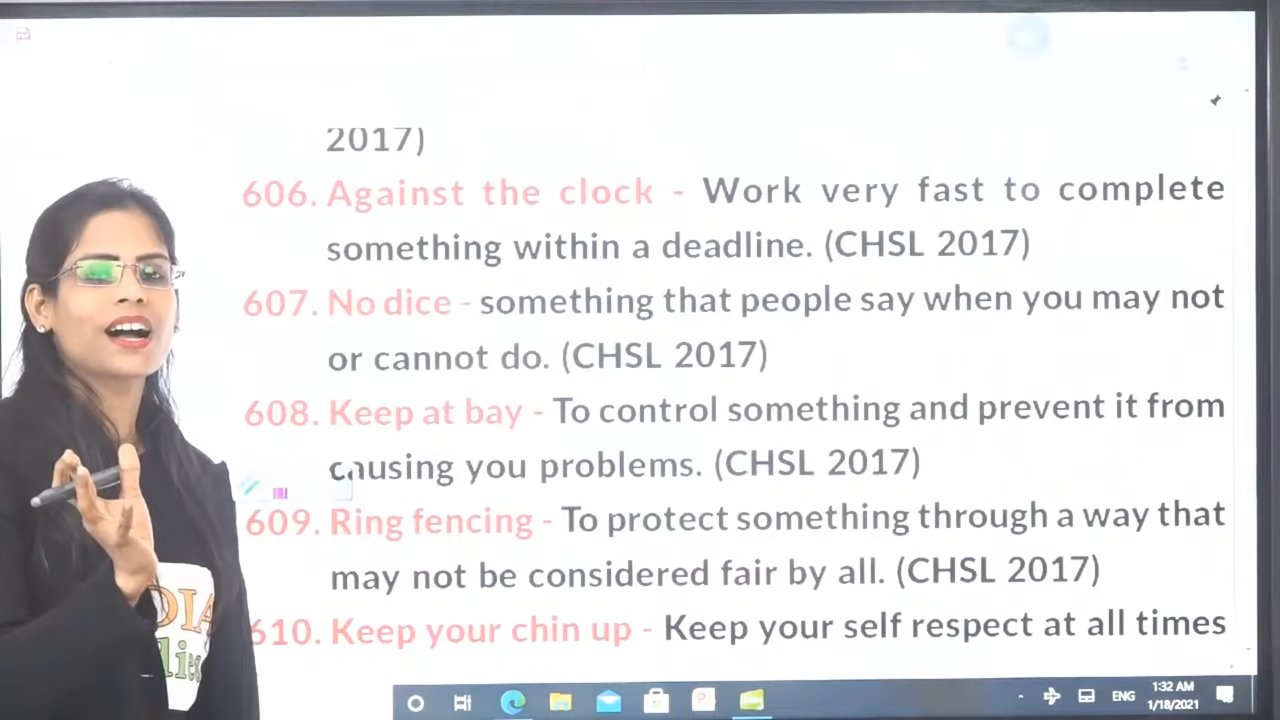 2017)
606. Against the clock - Work very fast to complete
something within a deadline. (CHSL 2017)
607. No dice - something that people say when you may not
or cannot do. (CHSL 2017)
608. Keep at bay - To control something and prevent it from
causing you problems. (CHSL 2017)
609. Ring fencing - To protect something through a way that
may not be considered fair by all. (CHSL 2017)
610. Keep your chin up - Keep your self respect at all times
ENG
1:32 AM
1/18/2021